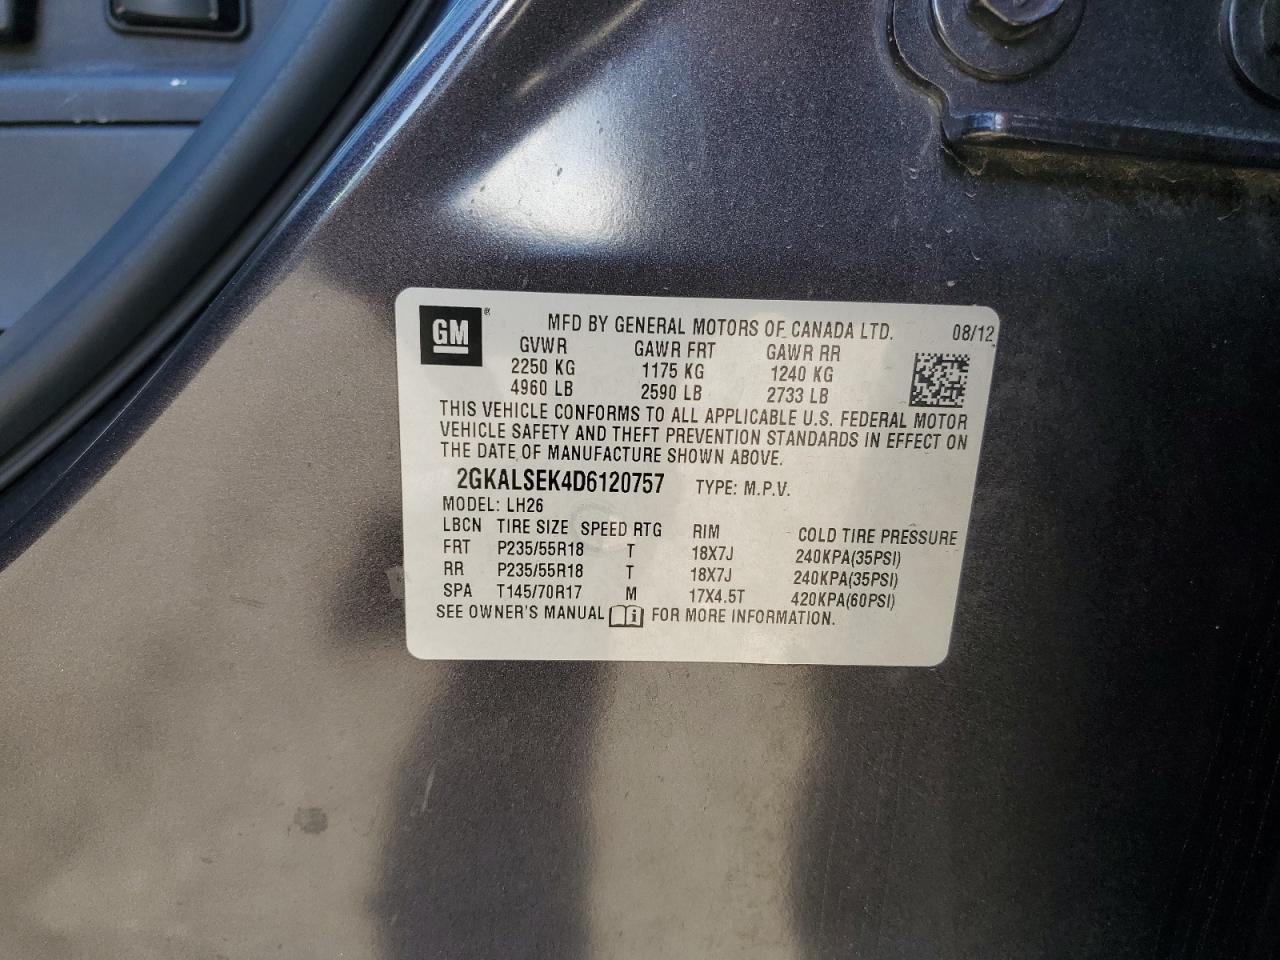 GM ® MFD BY GENERAL MOTORS OF CANADA LTD. 08/12
GVWR GAWR FRT GAWR RR
2250 KG 1175 KG 1240 KG
4960 LB 2590 LB 2733 LB
THIS VEHICLE CONFORMS TO ALL APPLICABLE U.S. FEDERAL MOTOR
VEHICLE SAFETY AND THEFT PREVENTION STANDARDS IN EFFECT ON
THE DATE OF MANUFACTURE SHOWN ABOVE.
2GKALSEK4D6120757 TYPE: M.P.V.
MODEL: LH26
LBCN TIRE SIZE SPEED RTG RIM COLD TIRE PRESSURE
FRT P235/55R18 T 18X7J 240KPA(35PSI)
RR P235/55R18 T 18X7J 240KPA(35PSI)
SPA T145/70R17 M 17X4.5T 420KPA(60PSI)
SEE OWNER'S MANUAL i FOR MORE INFORMATION.